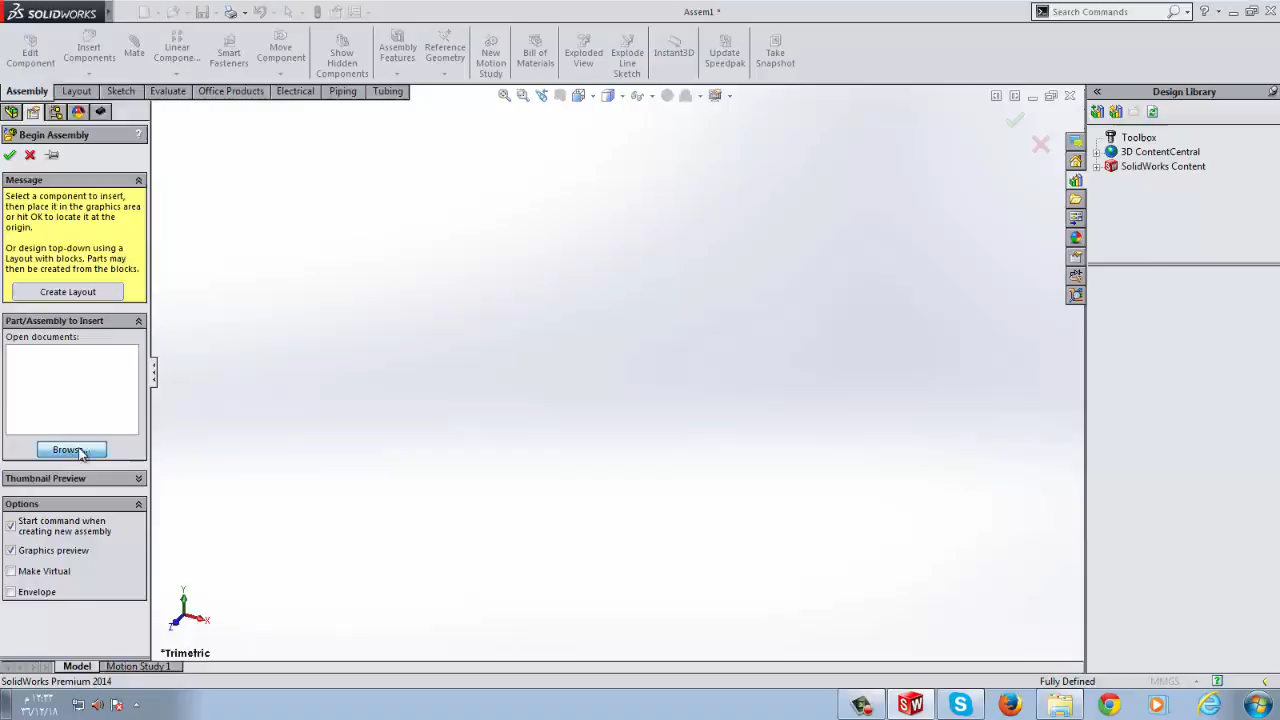 SOLIDWORKS
Assem1 *
Search Commands
Edit Component
Insert Components
Mate
Linear Compone...
Smart Fasteners
Move Component
Show Hidden Components
Assembly Features
Reference Geometry
New Motion Study
Bill of Materials
Exploded View
Explode Line Sketch
Instant3D
Update Speedpak
Take Snapshot
Assembly
Layout
Sketch
Evaluate
Office Products
Electrical
Piping
Tubing
Begin Assembly
?
Message
Select a component to insert,
then place it in the graphics area
or hit OK to locate it at the
origin.
Or design top-down using a
Layout with blocks. Parts may
then be created from the blocks.
Create Layout
Part/Assembly to Insert
Open documents:
Thumbnail Preview
Options
Start command when
creating new assembly
Graphics preview
Make Virtual
Envelope
Y
X
Z
*Trimetric
Design Library
Toolbox
3D ContentCentral
SolidWorks Content
Model
Motion Study 1
SolidWorks Premium 2014
Fully Defined
MMGS